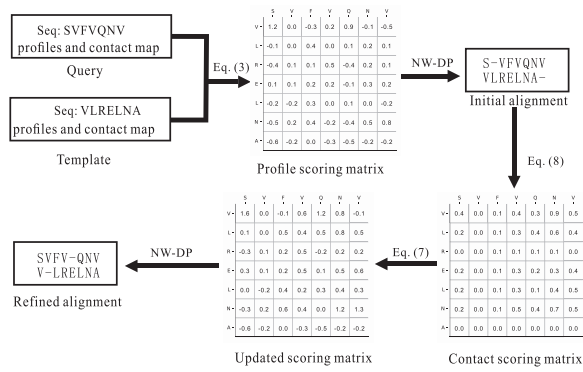 Seq: SVFVQNV
profiles and contact map
Query
Seq: VLRELNA
profiles and contact map
Template
Eq. (3)
S V F V Q N V
V 1.2 0.0 -0.3 0.2 0.9 -0.1 -0.5
L -0.1 0.0 0.4 0.0 0.1 0.0 0.1
R -0.4 0.1 0.1 0.5 -0.4 0.2 0.1
E 0.1 0.1 0.2 0.2 -0.1 0.3 0.2
L -0.2 -0.2 0.3 0.0 0.1 0.0 -0.2
N -0.5 0.0 0.4 -0.2 -0.4 0.5 0.8
A -0.6 -0.2 0.0 -0.3 -0.5 -0.2 -0.2
Profile scoring matrix
NW-DP
S-VFVQNV
VLRELNA-
Initial alignment
Eq. (8)
S V F V Q N V
V 0.4 0.0 0.1 0.4 0.3 0.9 0.5
L 0.2 0.0 0.1 0.3 0.4 0.6 0.4
R 0.2 0.0 0.1 0.3 0.2 0.3 0.1
E 0.2 0.0 0.1 0.3 0.2 0.3 0.4
L 0.2 0.0 0.1 0.3 0.1 0.4 0.5
N 0.2 0.0 0.1 0.5 0.4 0.7 0.5
A 0.0 0.0 0.0 0.0 0.0 0.0 0.0
Contact scoring matrix
Eq. (7)
S V F V Q N V
V 1.6 0.0 -0.1 0.6 1.2 0.8 -0.1
L 0.1 0.0 0.5 0.4 0.5 0.8 0.5
R -0.3 0.1 0.2 0.5 -0.2 0.2 0.2
E 0.3 0.1 0.3 0.5 0.1 0.5 0.6
L 0.0 -0.2 0.4 0.2 0.3 0.4 0.3
N -0.3 0.2 0.6 0.4 0.0 1.2 1.3
A -0.6 -0.2 0.0 -0.3 -0.5 -0.2 -0.2
Updated scoring matrix
NW-DP
SVFV-QNV
V-LRELNA
Refined alignment